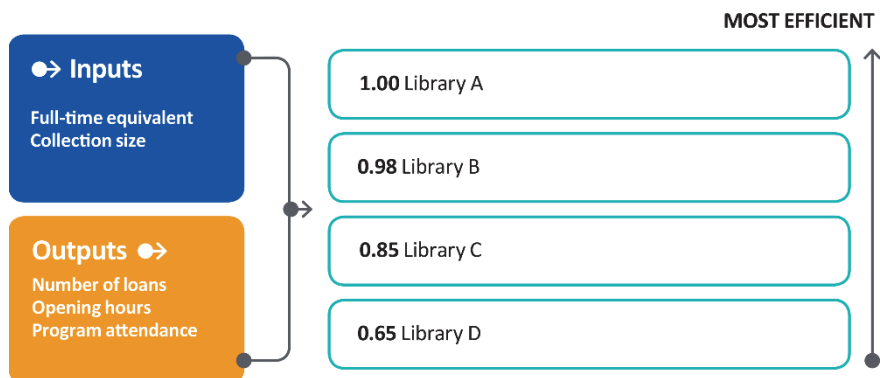 MOST EFFICIENT
Inputs
Full-time equivalent
Collection size
Outputs
Number of loans
Opening hours
Program attendance
1.00 Library A
0.98 Library B
0.85 Library C
0.65 Library D